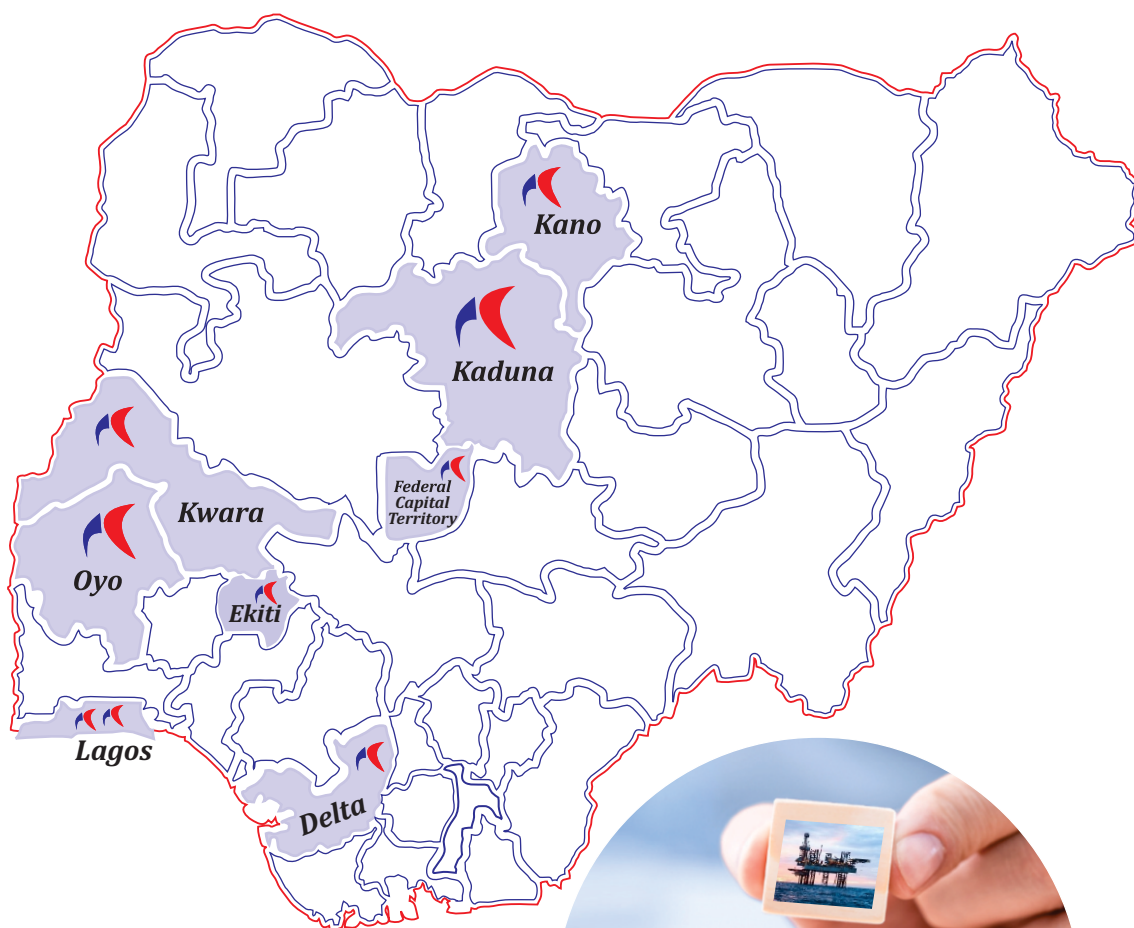 Kano
Kaduna
Federal
Capital
Territory
Kwara
Oyo
Ekiti
Lagos
Delta